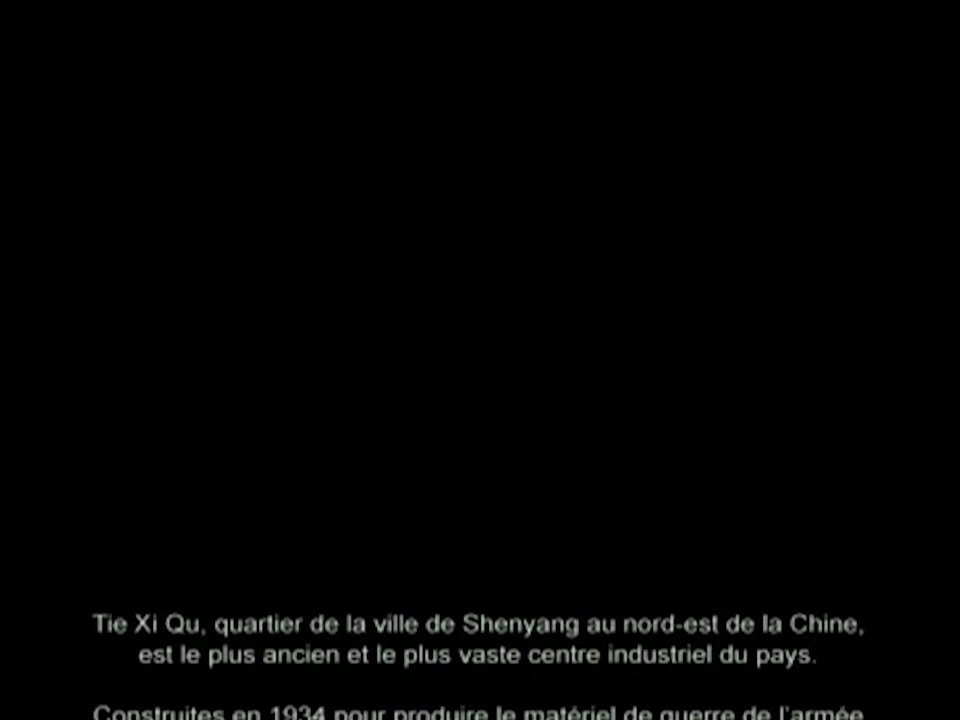 Tie Xi Qu, quartier de la ville de Shenyang au nord-est de la Chine,
est le plus ancien et le plus vaste centre industriel du pays.
Construites en 1934 pour produire le matériel de guerre de l'armée